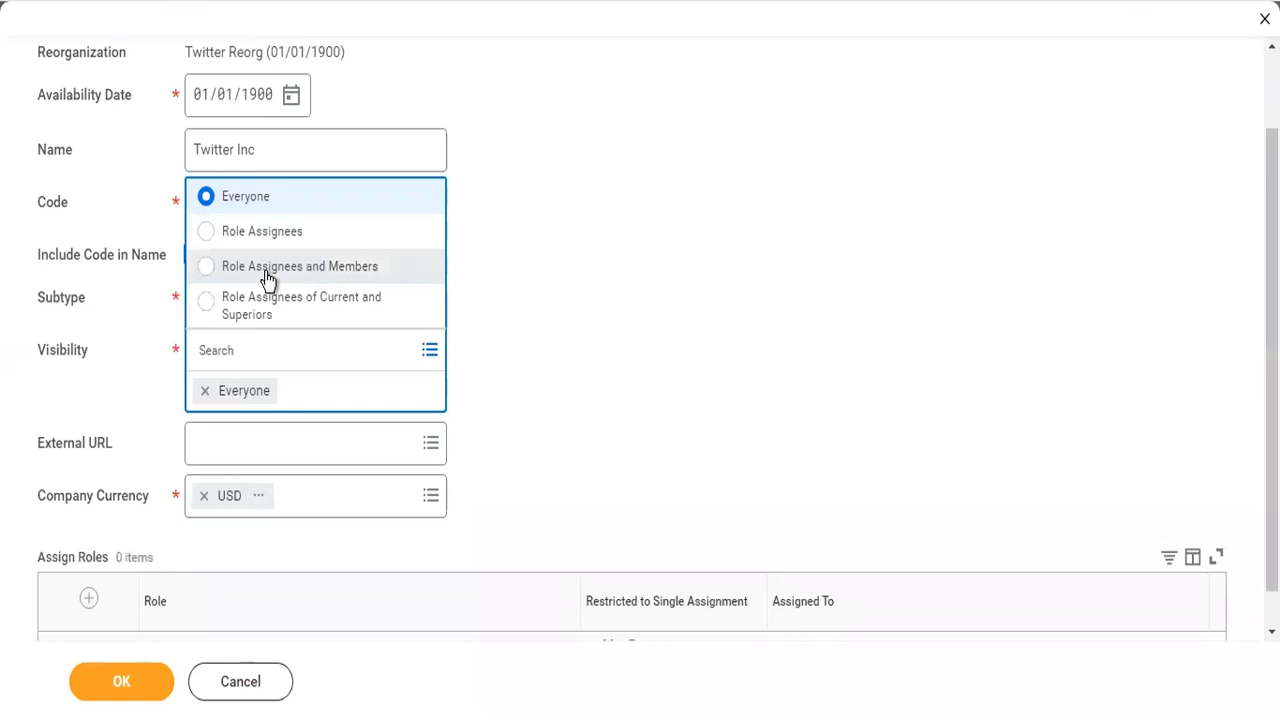 X
Reorganization Twitter Reorg (01/01/1900)
Availability Date * 01/01/1900
Name Twitter Inc
Code *
Everyone
Role Assignees
Include Code in Name
Role Assignees and Members
Subtype *
Role Assignees of Current and
Superiors
Visibility * Search
× Everyone
External URL
Company Currency * × USD ···
Assign Roles 0 items
Role Restricted to Single Assignment Assigned To
OK Cancel